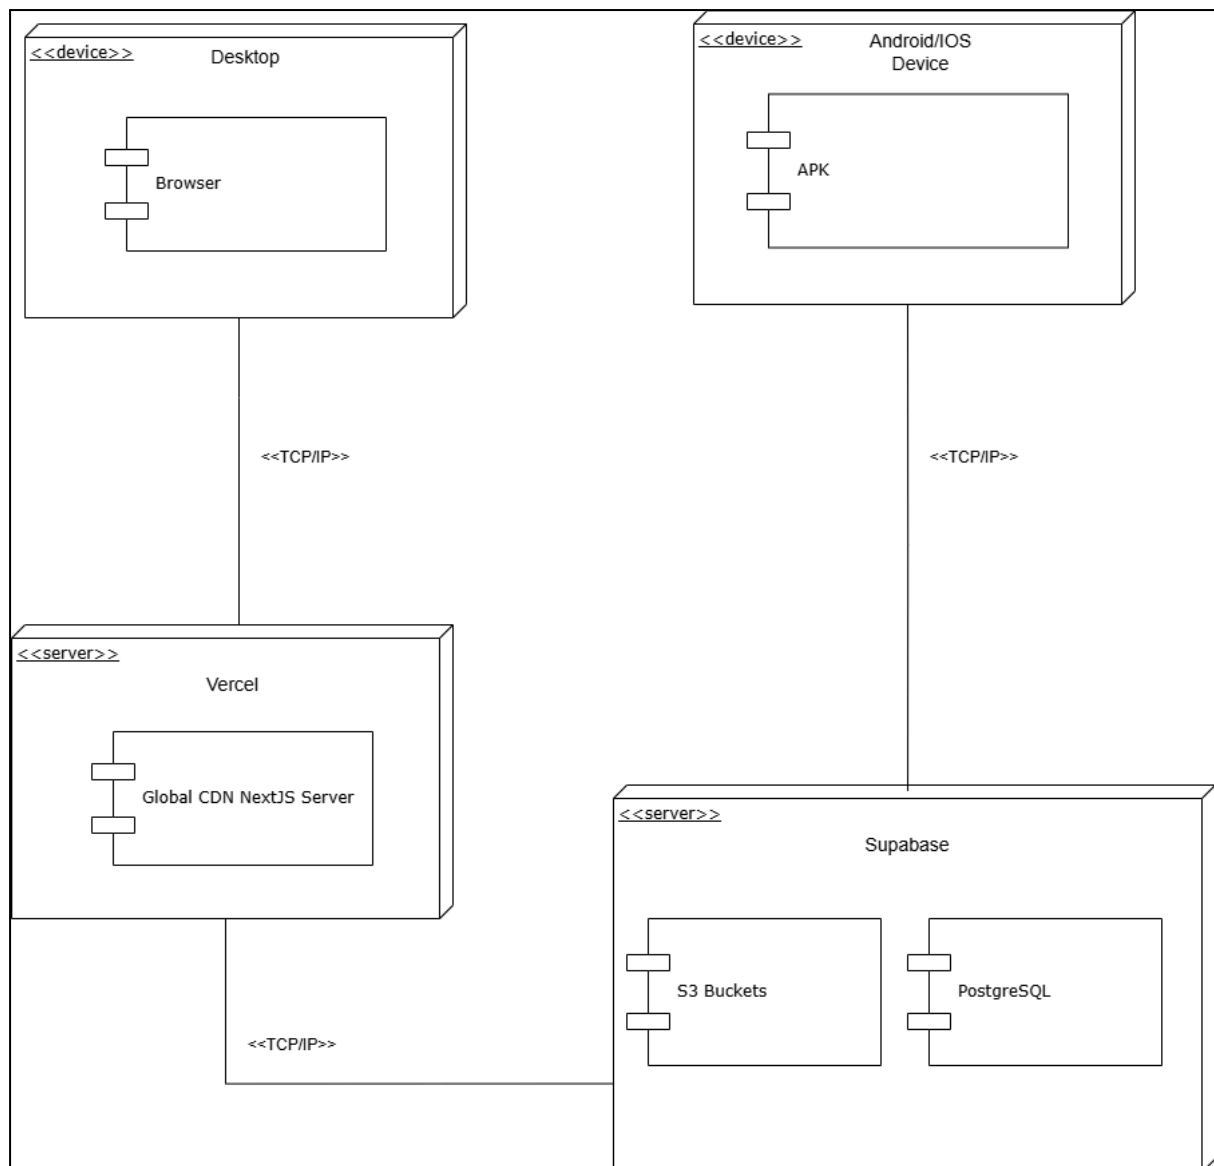 <<device>>
Desktop
Browser
<<device>>
Android/IOS
Device
APK
<<TCP/IP>>
<<TCP/IP>>
<<server>>
Vercel
Global CDN NextJS Server
<<server>>
Supabase
S3 Buckets
PostgreSQL
<<TCP/IP>>